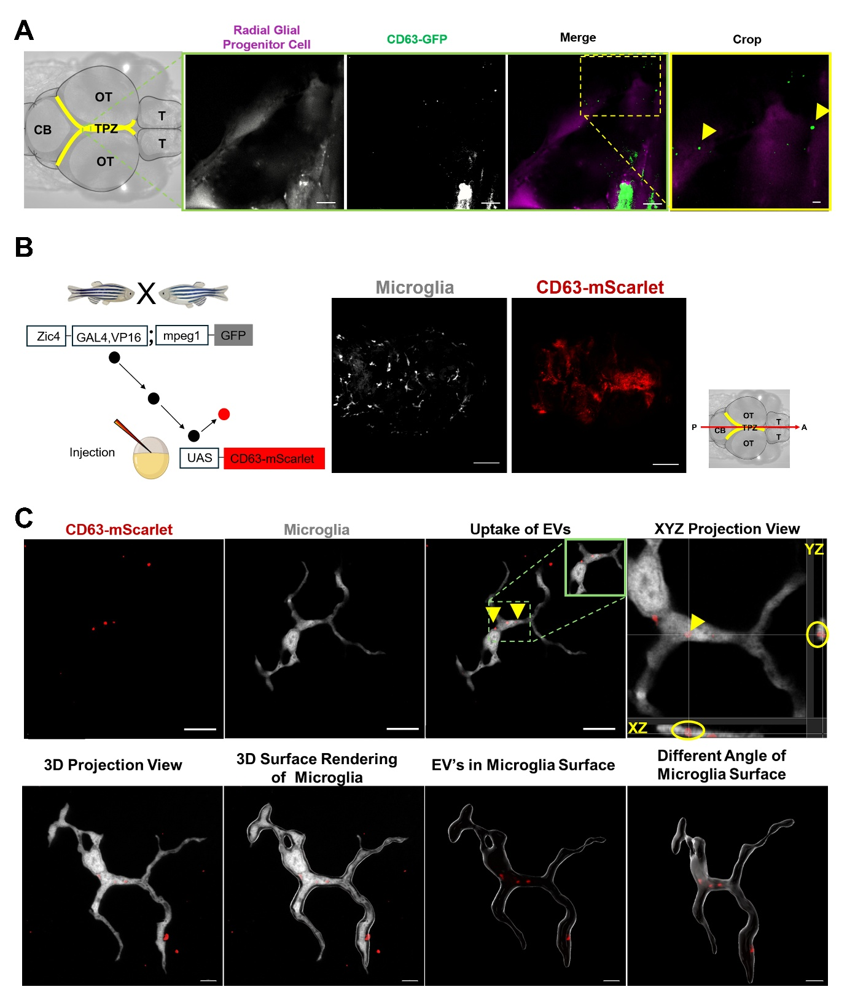 A
Radial Glial
Progenitor Cell
CD63-GFP
Merge
Crop
OT
T
CB
TPZ
T
OT
B
X
Microglia
CD63-mScarlet
Zic4
GAL4,VP16
;
mpeg1
GFP
Injection
UAS
CD63-mScarlet
OT
P
CB
TPZ
T
A
T
OT
C
CD63-mScarlet
Microglia
Uptake of EVs
XYZ Projection View
YZ
XZ
3D Projection View
3D Surface Rendering
of Microglia
EV's in Microglia Surface
Different Angle of
Microglia Surface